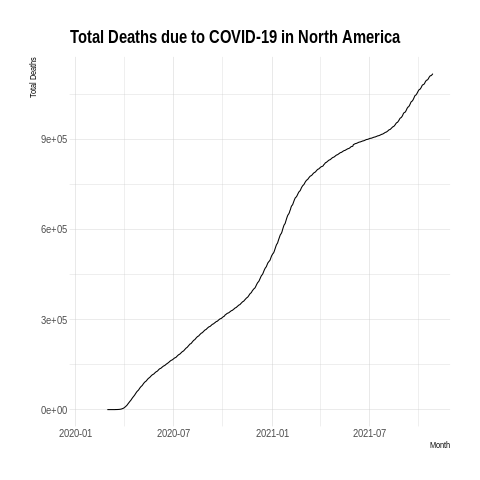 Total Deaths due to COVID-19 in North America
Total Deaths
9e+05
6e+05
3e+05
0e+00
2020-01 2020-07 2021-01 2021-07
Month